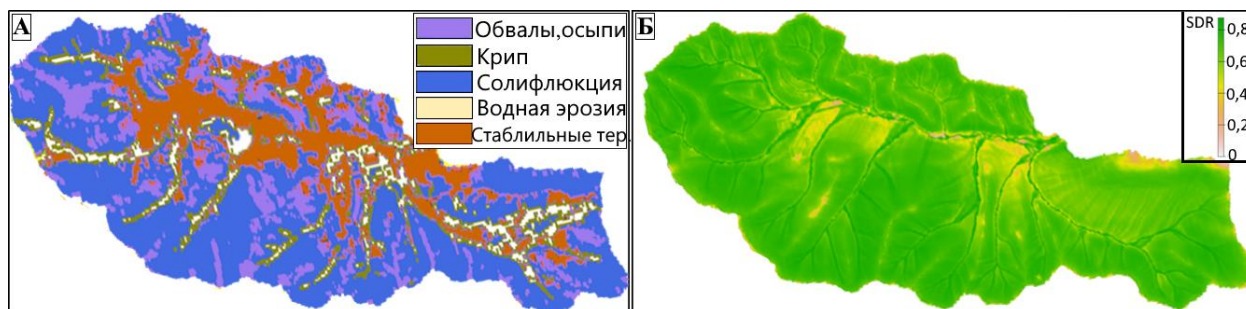 А
Обвалы,осыпи
Крип
Солифлюкция
Водная эрозия
Стаблильные тер.
Б
SDR
0,8
0,6
0,4
0,2
0